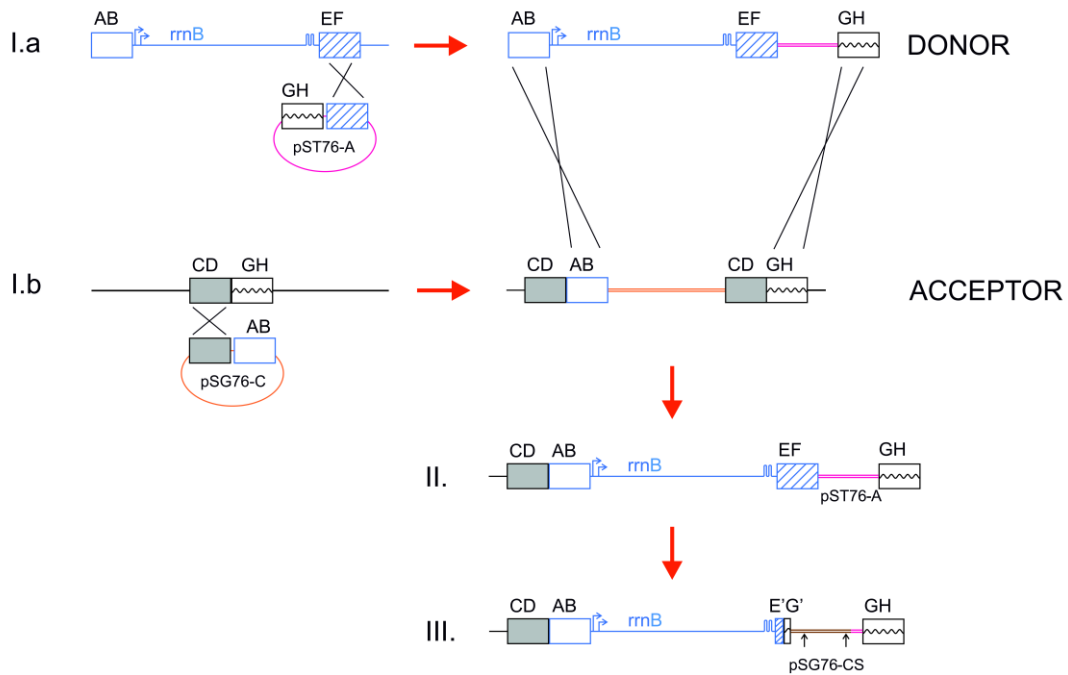 AB EF AB EF GH
I.a rrnB rrnB DONOR
GH
pST76-A
CD GH CD AB CD GH
I.b ACCEPTOR
AB
pSG76-C
CD AB EF GH
II. rrnB
pST76-A
CD AB E'G' GH
III. rrnB
pSG76-CS